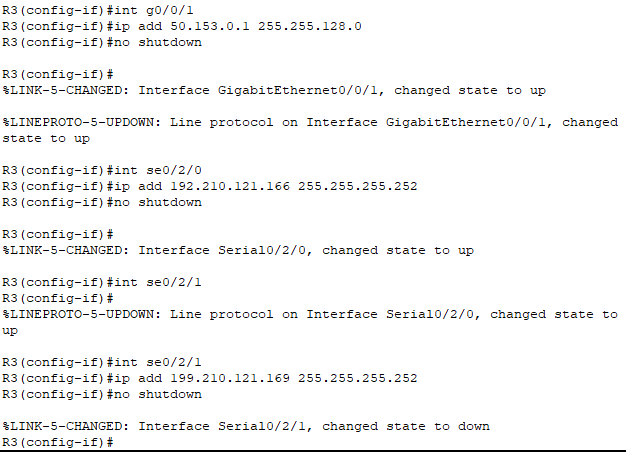 R3(config-if)#int g0/0/1
R3(config-if)#ip add 50.153.0.1 255.255.128.0
R3(config-if)#no shutdown
R3(config-if)#
%LINK-5-CHANGED: Interface GigabitEthernet0/0/1, changed state to up
%LINEPROTO-5-UPDOWN: Line protocol on Interface GigabitEthernet0/0/1, changed
state to up
R3(config-if)#int se0/2/0
R3(config-if)#ip add 192.210.121.166 255.255.255.252
R3(config-if)#no shutdown
R3(config-if)#
%LINK-5-CHANGED: Interface Serial0/2/0, changed state to up
R3(config-if)#int se0/2/1
R3(config-if)#
%LINEPROTO-5-UPDOWN: Line protocol on Interface Serial0/2/0, changed state to
up
R3(config-if)#int se0/2/1
R3(config-if)#ip add 199.210.121.169 255.255.255.252
R3(config-if)#no shutdown
%LINK-5-CHANGED: Interface Serial0/2/1, changed state to down
R3(config-if)#